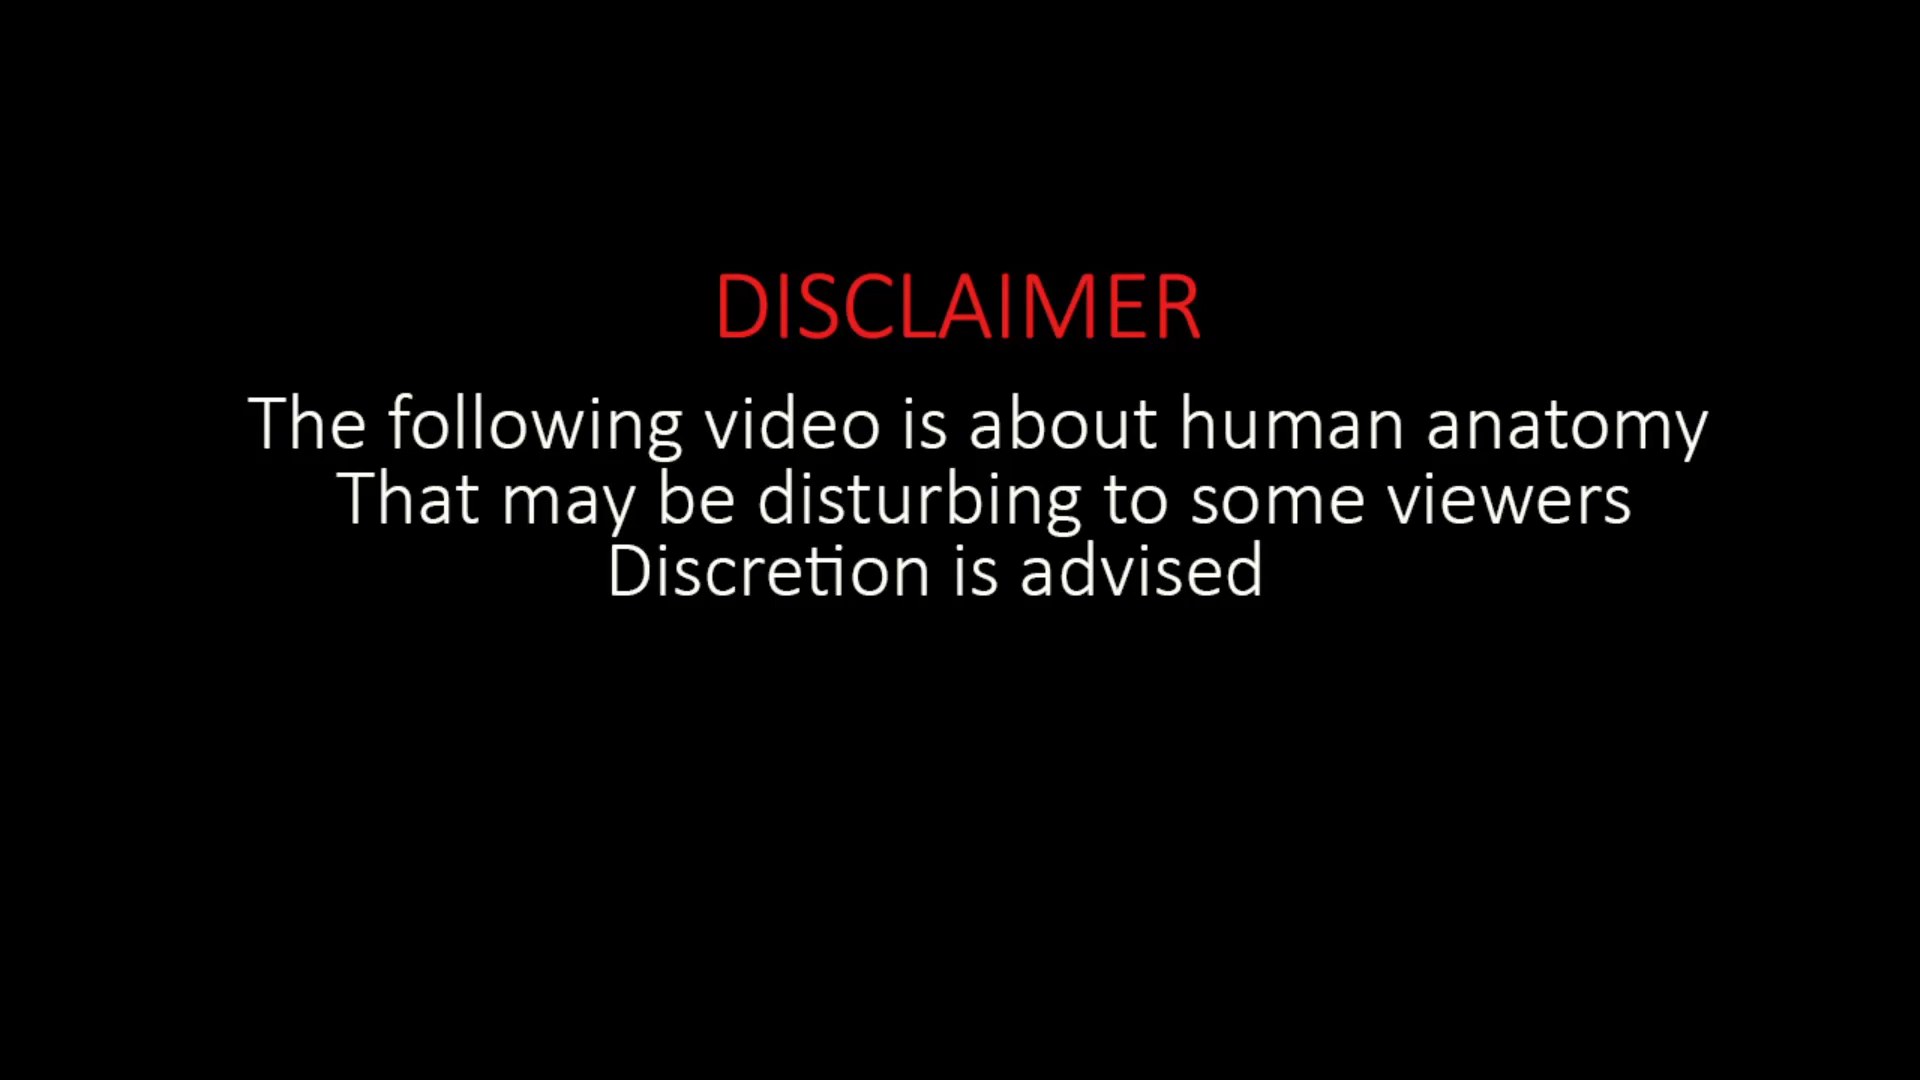 DISCLAIMER
The following video is about human anatomy
That may be disturbing to some viewers
Discretion is advised